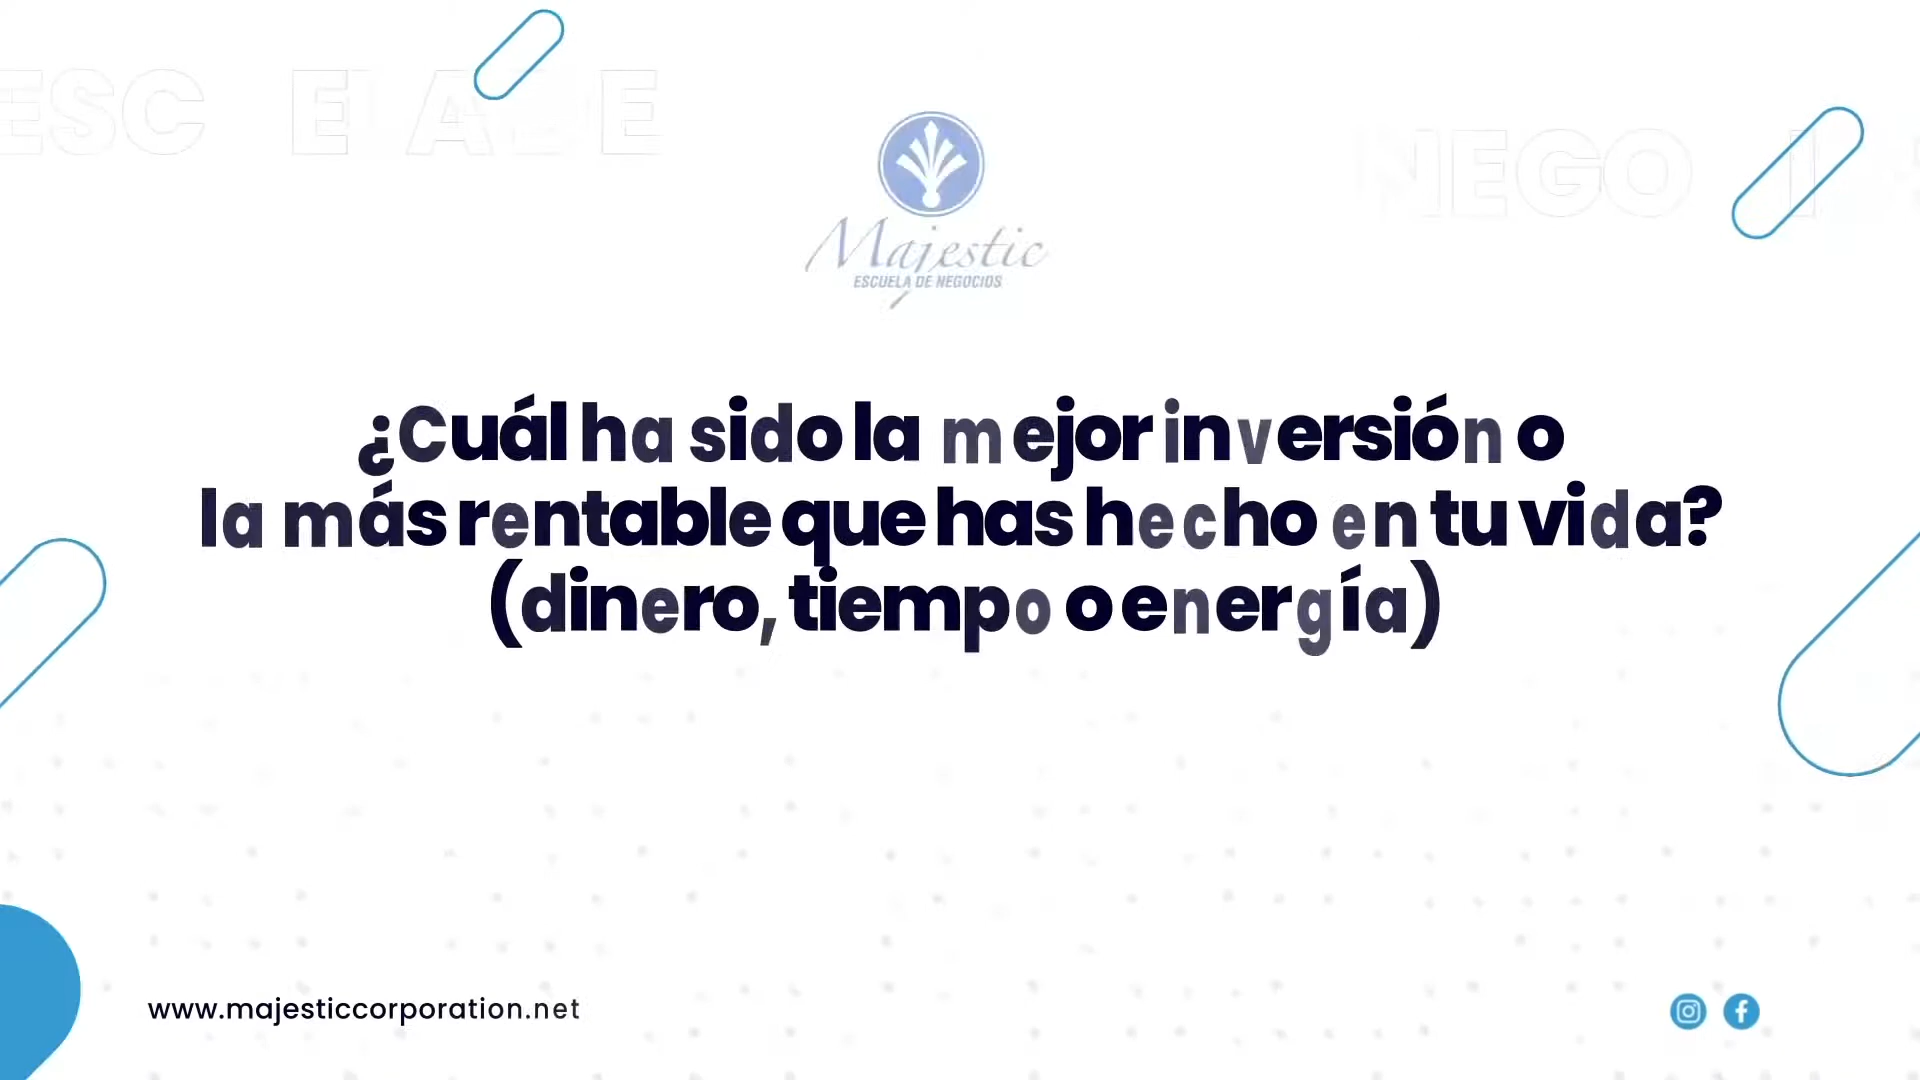 Majestic
ESCUELA DE NEGOCIOS
¿Cuál ha sido la mejor inversión o
la más rentable que has hecho en tu vida?
(dinero, tiempo o energía)
www.majesticcorporation.net